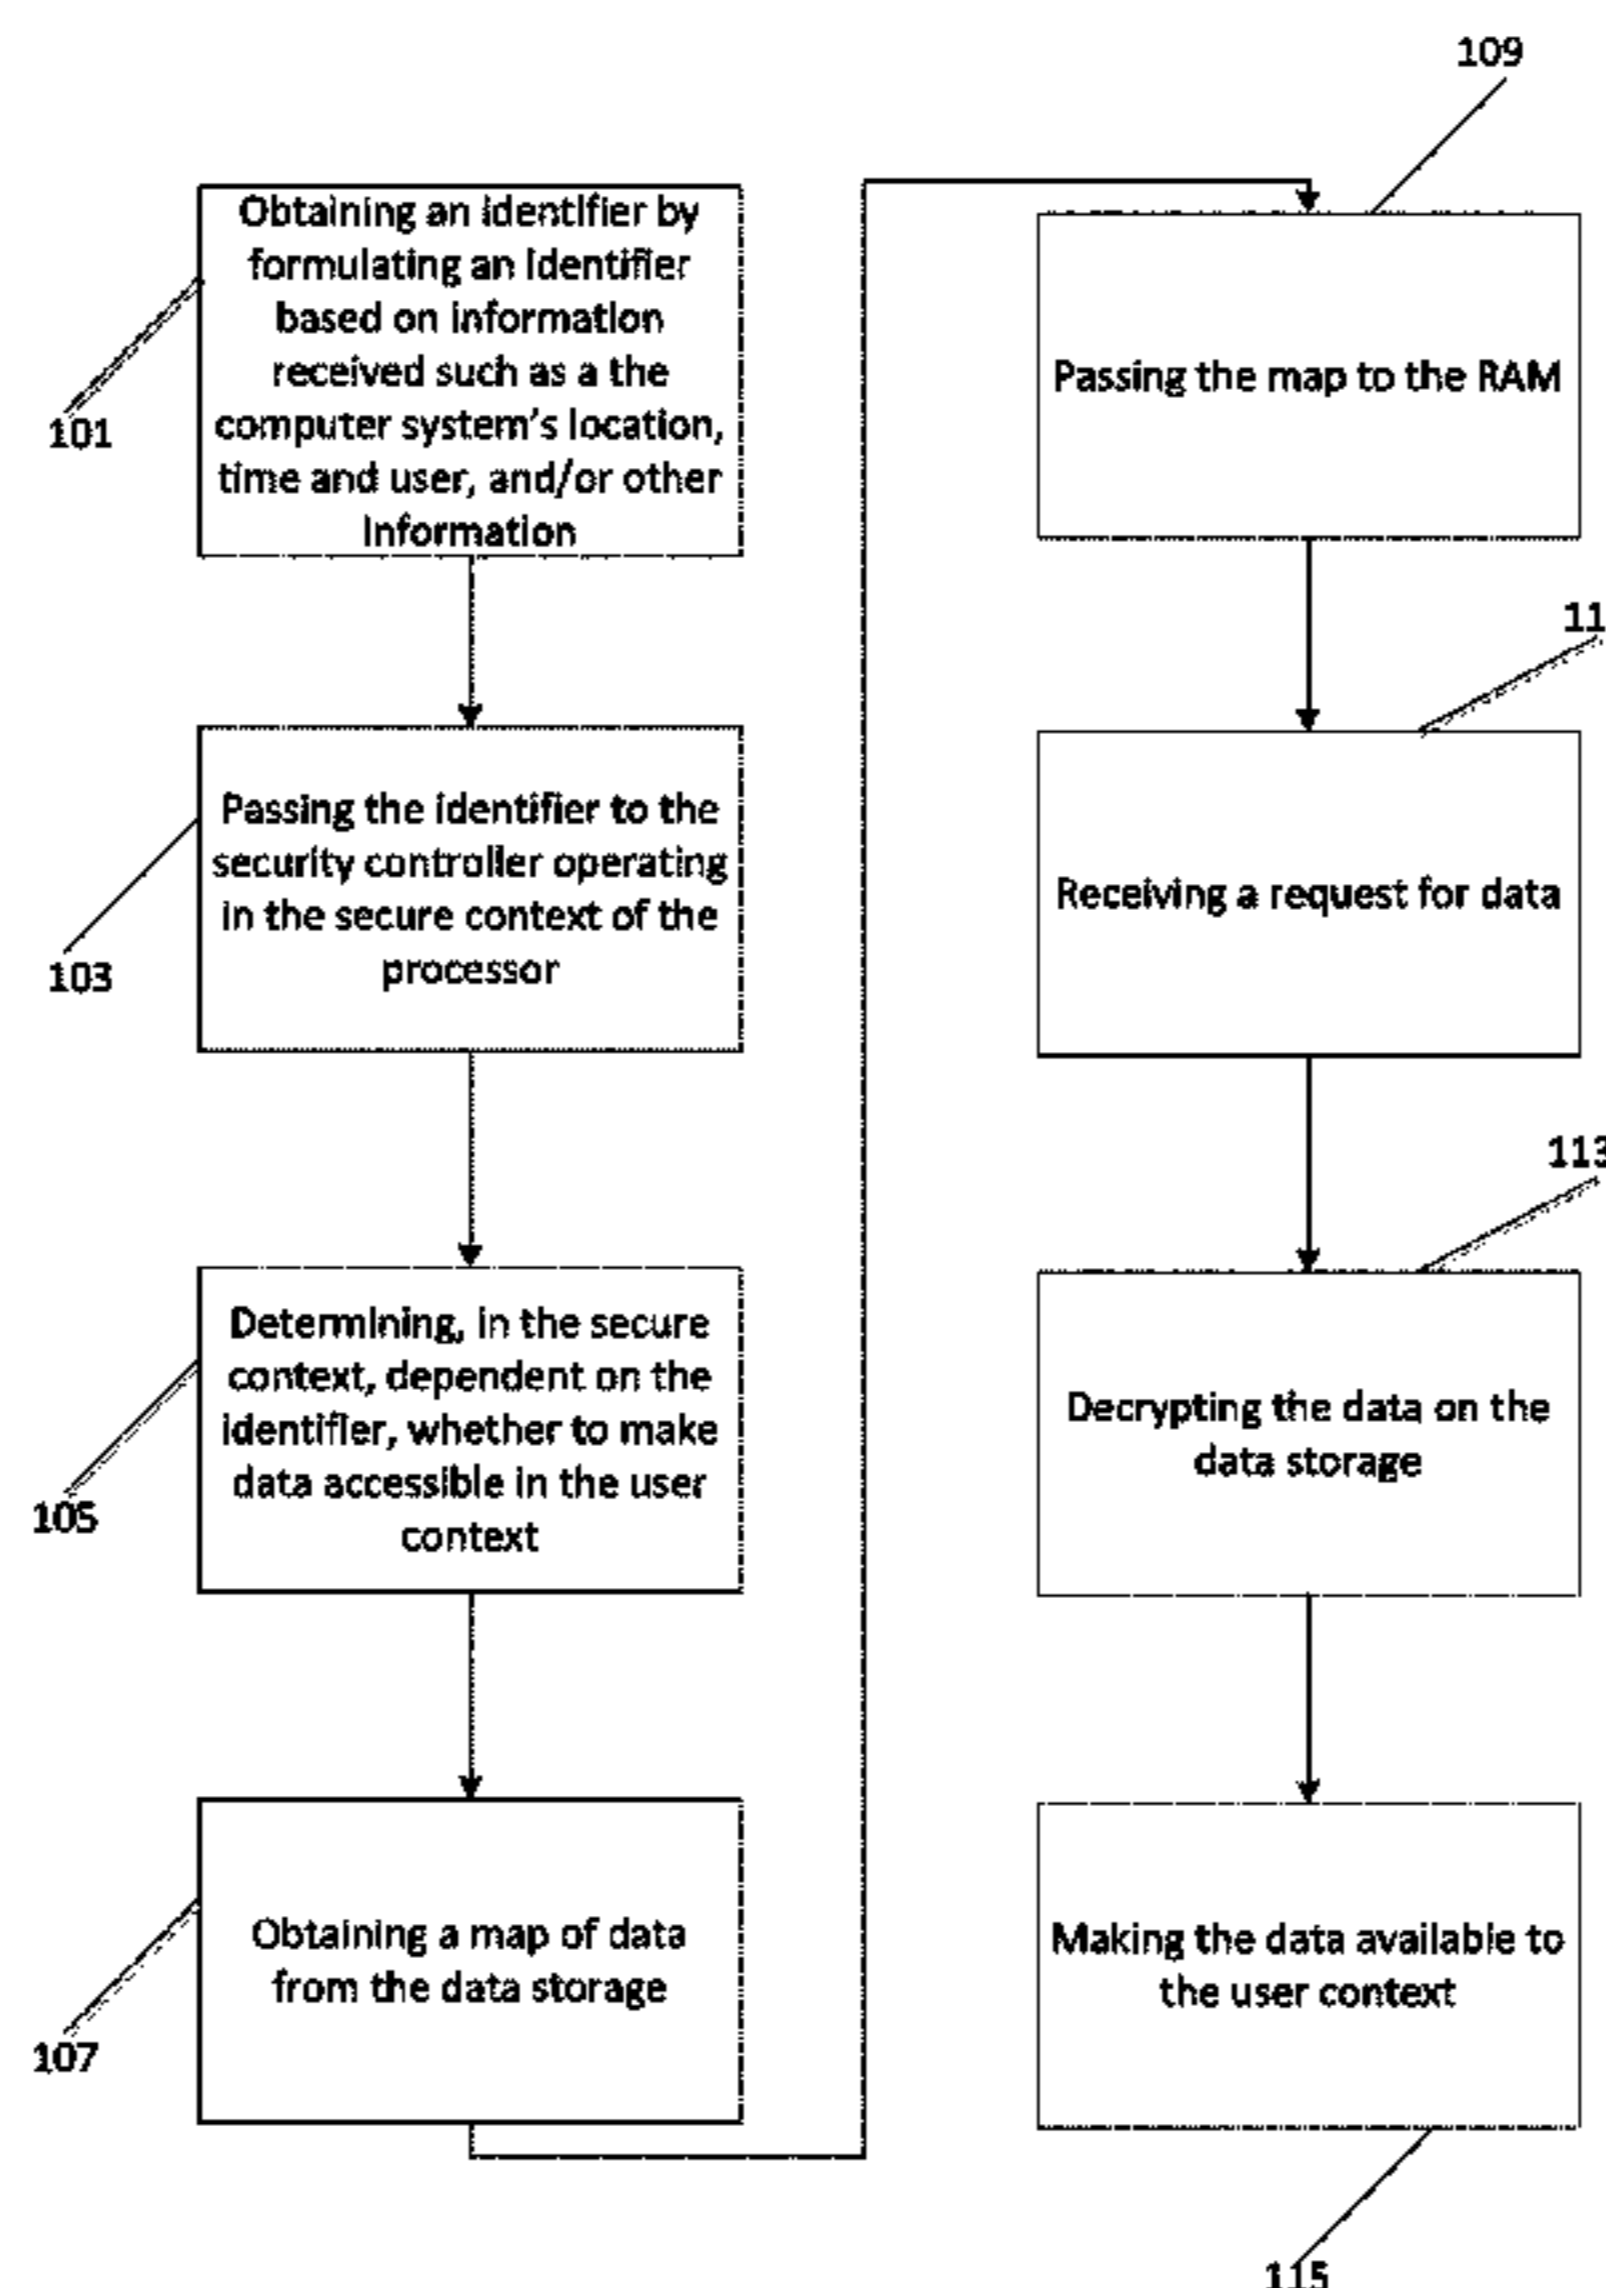 Obtaining an identifier by
formulating an identifier
based on information
received such as a the
computer system's location,
time and user, and/or other
information
101
Passing the identifier to the
security controller operating
in the secure context of the
processor
103
Determining, in the secure
context, dependent on the
identifier, whether to make
data accessible in the user
context
105
Obtaining a map of data
from the data storage
107
109
Passing the map to the RAM
11
Receiving a request for data
113
Decrypting the data on the
data storage
Making the data available to
the user context
115